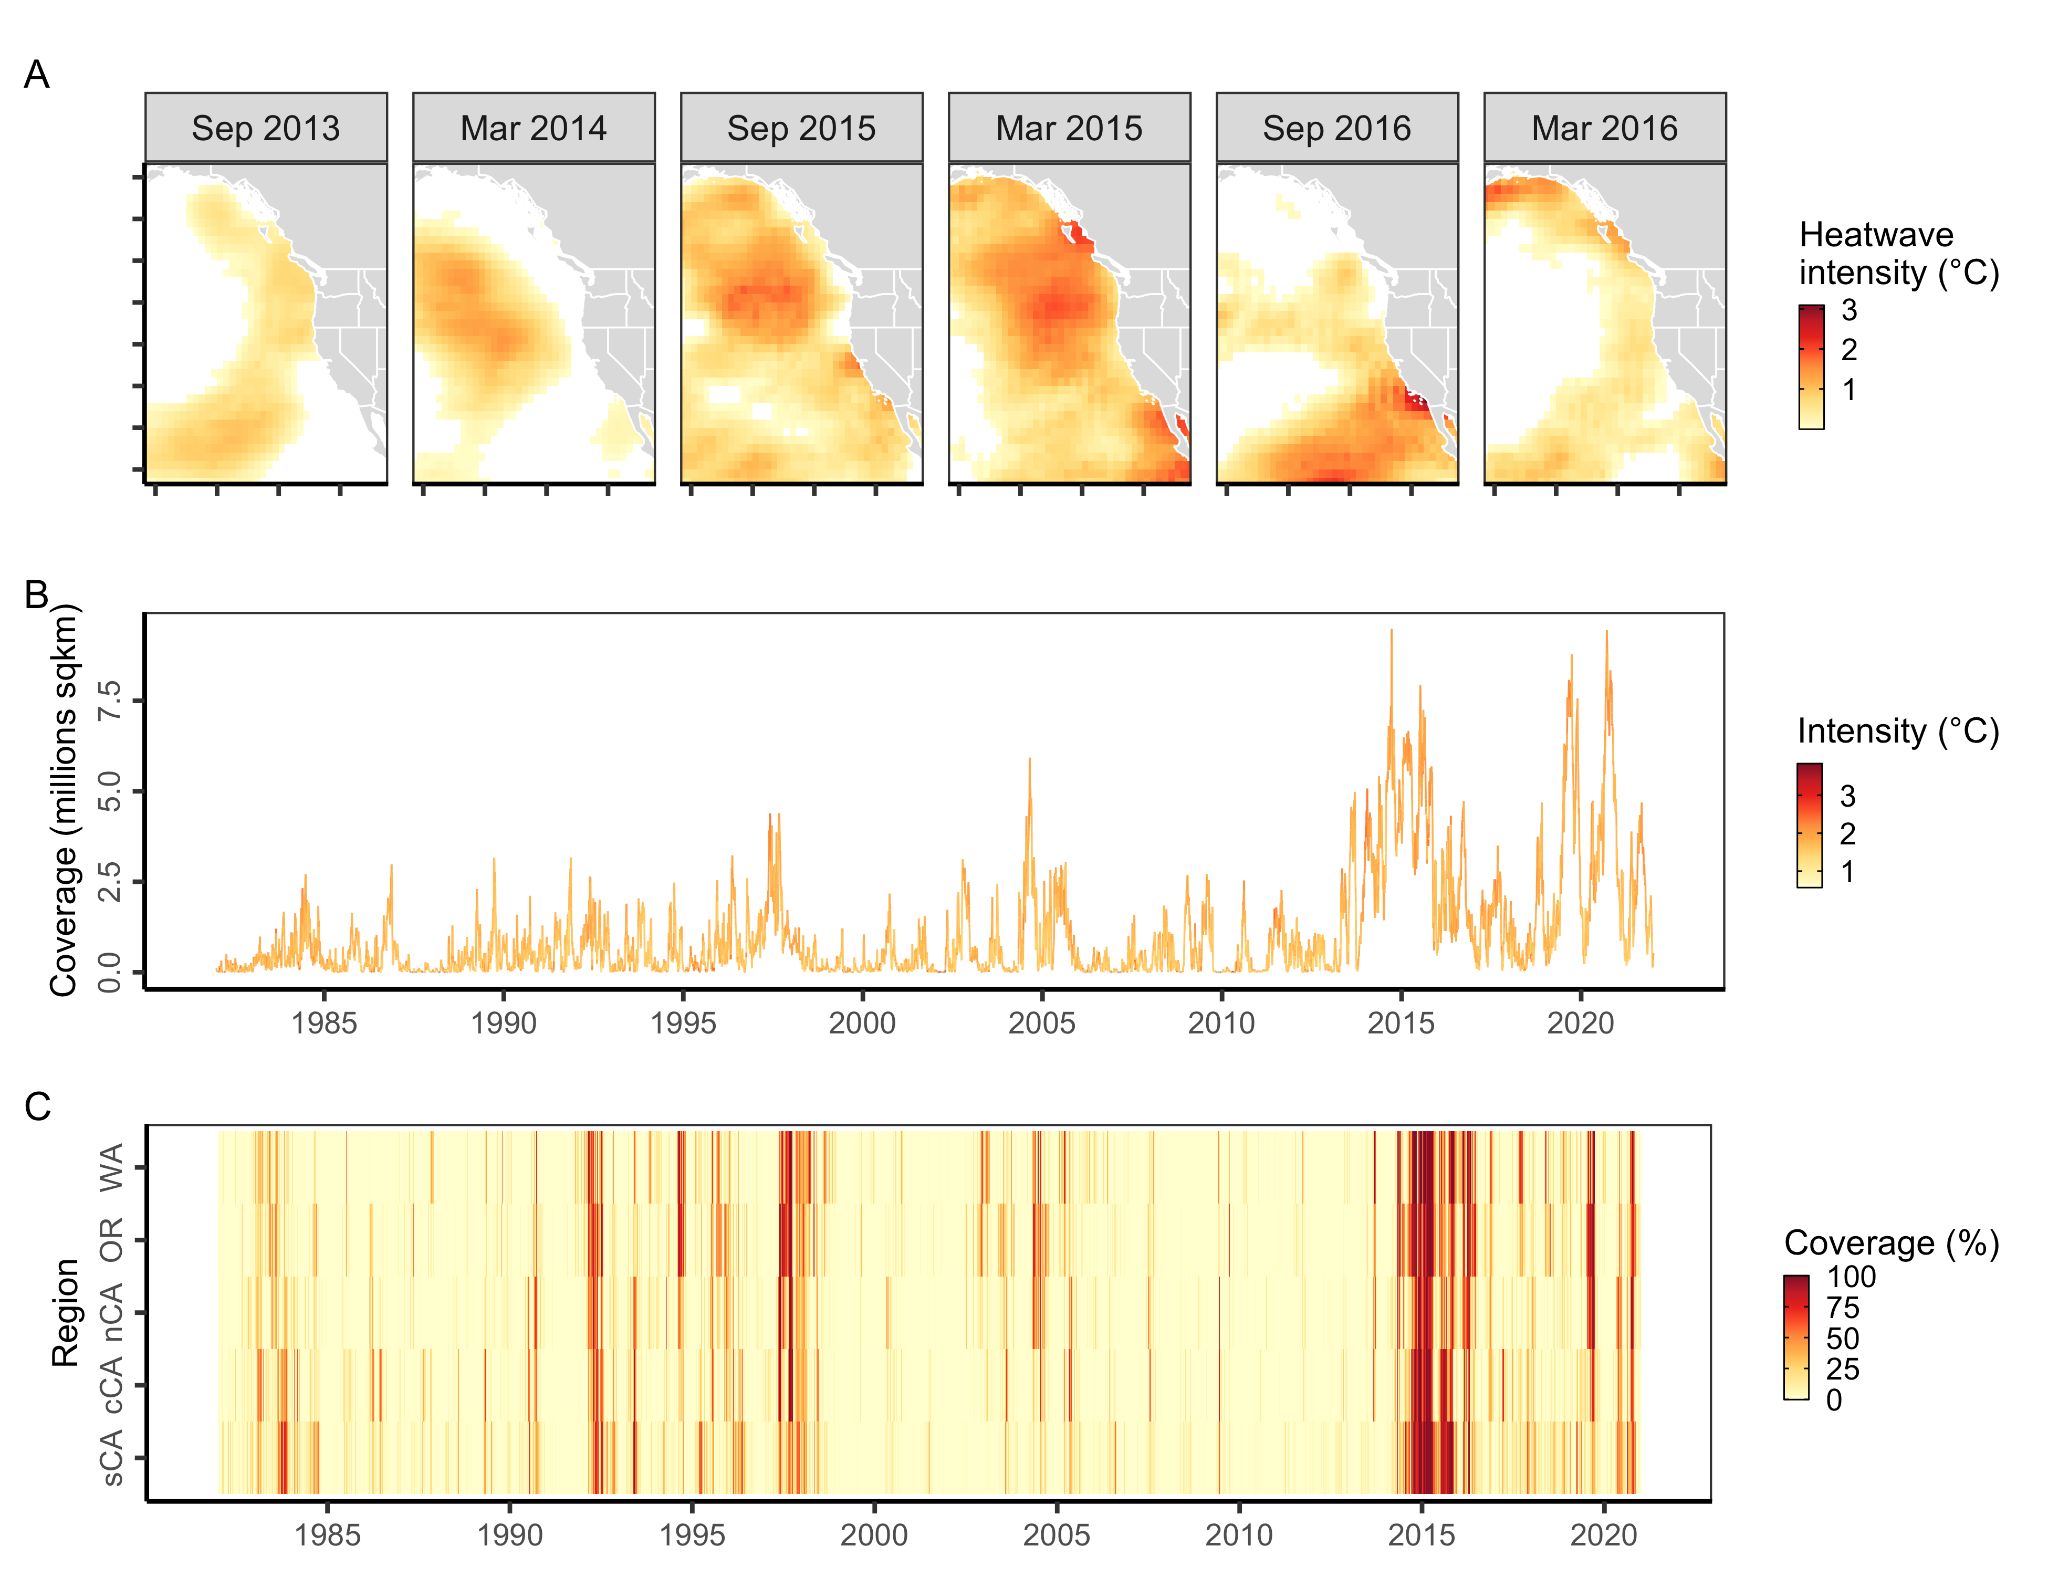 A
Sep 2013
Mar 2014
Sep 2015
Mar 2015
Sep 2016
Mar 2016
Heatwave
intensity (°C)
3
2
1
B
Coverage (millions sqkm)
7.5
5.0
2.5
0.0
1985
1990
1995
2000
2005
2010
2015
2020
Intensity (°C)
3
2
1
C
Region
WA
OR
nCA
cCA
sCA
1985
1990
1995
2000
2005
2010
2015
2020
Coverage (%)
100
75
50
25
0